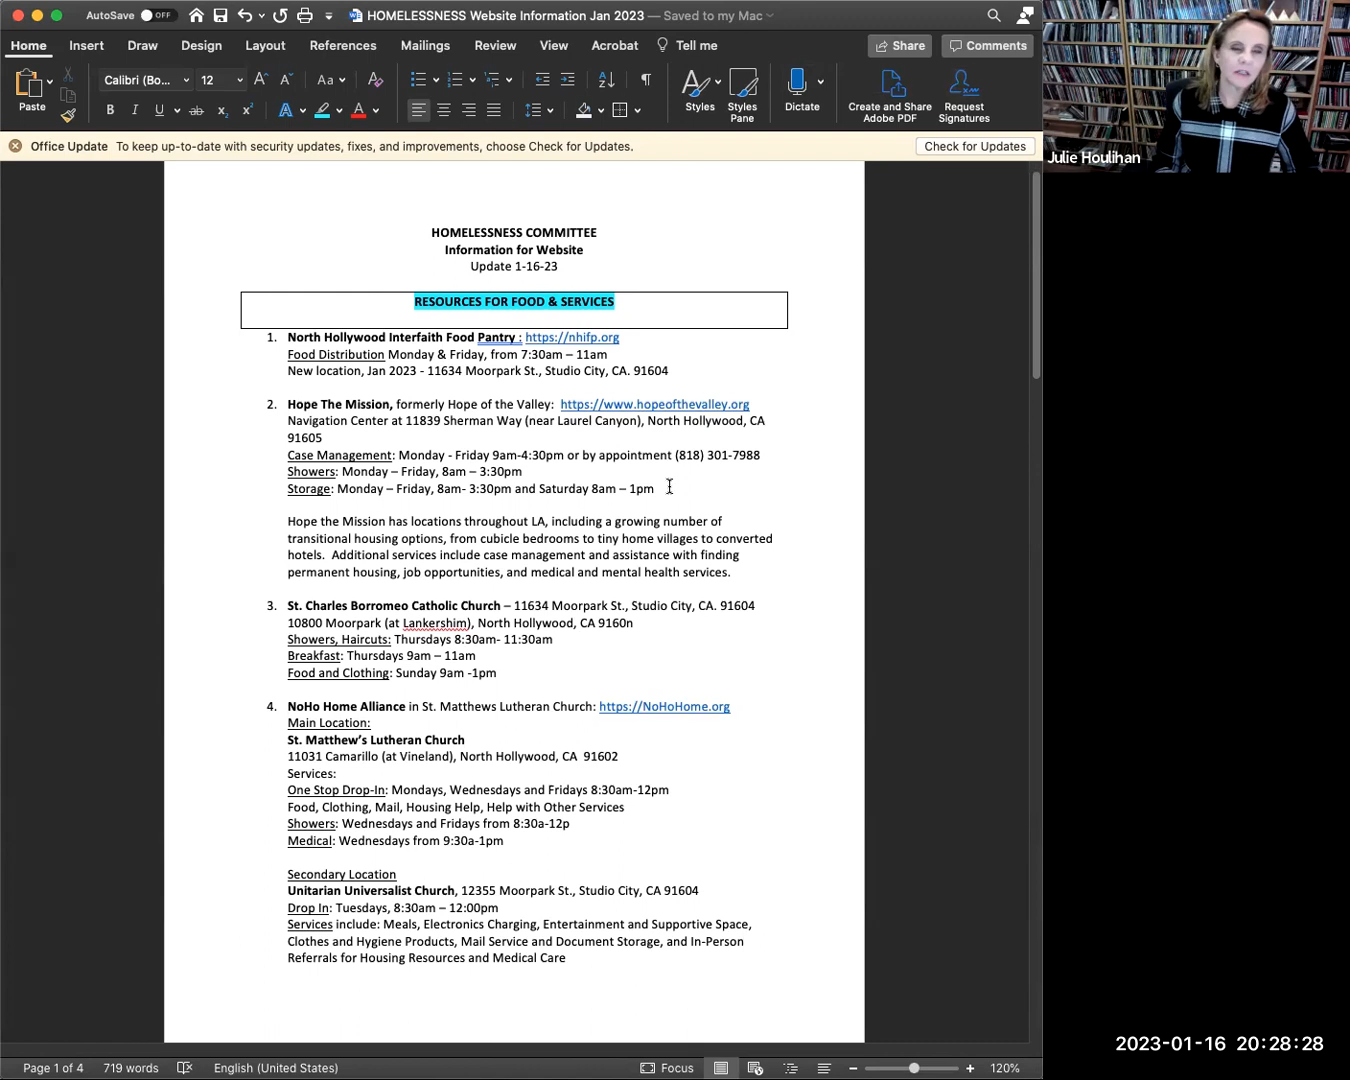 AutoSave OFF HOMELESSNESS Website Information Jan 2023 — Saved to my Mac
Home Insert Draw Design Layout References Mailings Review View Acrobat Tell me Share Comments
Paste Calibri (Bo... 12 Styles Styles Pane Dictate Create and Share Adobe PDF Request Signatures
Office Update To keep up-to-date with security updates, fixes, and improvements, choose Check for Updates. Check for Updates
Julie Houlihan
HOMELESSNESS COMMITTEE
Information for Website
Update 1-16-23
RESOURCES FOR FOOD & SERVICES
1. North Hollywood Interfaith Food Pantry : https://nhifp.org
Food Distribution Monday & Friday, from 7:30am – 11am
New location, Jan 2023 - 11634 Moorpark St., Studio City, CA. 91604
2. Hope The Mission, formerly Hope of the Valley: https://www.hopeofthevalley.org
Navigation Center at 11839 Sherman Way (near Laurel Canyon), North Hollywood, CA
91605
Case Management: Monday - Friday 9am-4:30pm or by appointment (818) 301-7988
Showers: Monday – Friday, 8am – 3:30pm
Storage: Monday – Friday, 8am- 3:30pm and Saturday 8am – 1pm
Hope the Mission has locations throughout LA, including a growing number of
transitional housing options, from cubicle bedrooms to tiny home villages to converted
hotels. Additional services include case management and assistance with finding
permanent housing, job opportunities, and medical and mental health services.
3. St. Charles Borromeo Catholic Church – 11634 Moorpark St., Studio City, CA. 91604
10800 Moorpark (at Lankershim), North Hollywood, CA 9160n
Showers, Haircuts: Thursdays 8:30am- 11:30am
Breakfast: Thursdays 9am – 11am
Food and Clothing: Sunday 9am -1pm
4. NoHo Home Alliance in St. Matthews Lutheran Church: https://NoHoHome.org
Main Location:
St. Matthew’s Lutheran Church
11031 Camarillo (at Vineland), North Hollywood, CA 91602
Services:
One Stop Drop-In: Mondays, Wednesdays and Fridays 8:30am-12pm
Food, Clothing, Mail, Housing Help, Help with Other Services
Showers: Wednesdays and Fridays from 8:30a-12p
Medical: Wednesdays from 9:30a-1pm
Secondary Location
Unitarian Universalist Church, 12355 Moorpark St., Studio City, CA 91604
Drop In: Tuesdays, 8:30am – 12:00pm
Services include: Meals, Electronics Charging, Entertainment and Supportive Space,
Clothes and Hygiene Products, Mail Service and Document Storage, and In-Person
Referrals for Housing Resources and Medical Care
2023-01-16 20:28:28
Page 1 of 4 719 words English (United States) Focus 120%